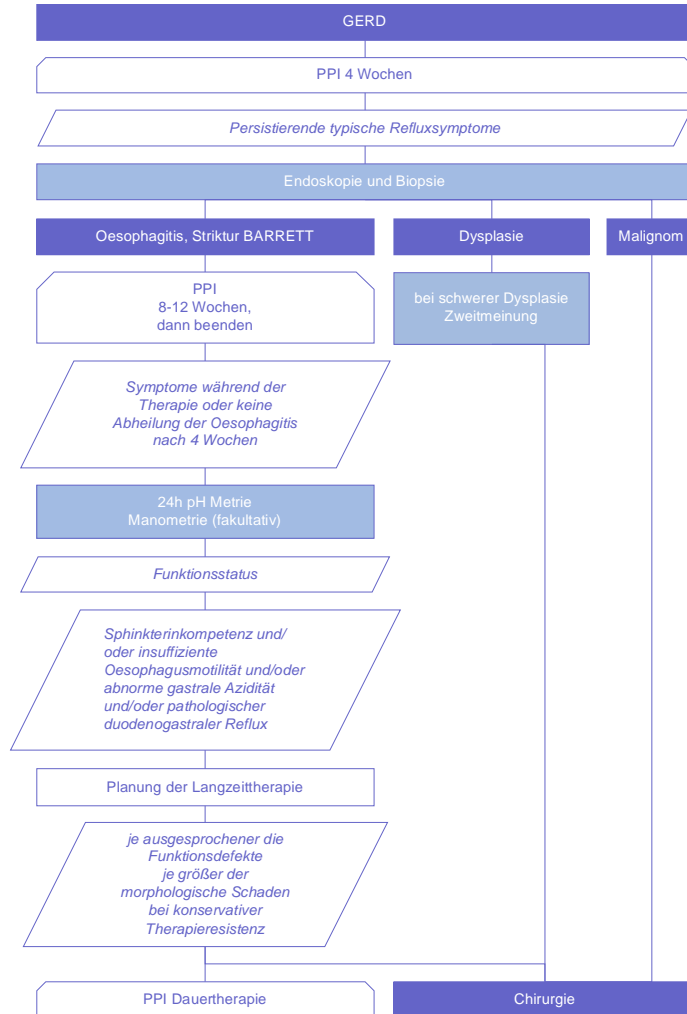 GERD
PPI 4 Wochen
Persistierende typische Refluxsymptome
Endoskopie und Biopsie
Oesophagitis, Striktur BARRETT
Dysplasie
Malignom
PPI
8-12 Wochen,
dann beenden
bei schwerer Dysplasie
Zweitmeinung
Symptome während der
Therapie oder keine
Abheilung der Oesophagitis
nach 4 Wochen
24h pH Metrie
Manometrie (fakultativ)
Funktionsstatus
Sphinkterinkompetenz und/
oder insuffiziente
Oesophagusmotilität und/oder
abnorme gastrale Azidität
und/oder pathologischer
duodenogastraler Reflux
Planung der Langzeittherapie
je ausgesprochener die
Funktionsdefekte
je größer der
morphologische Schaden
bei konservativer
Therapieresistenz
PPI Dauertherapie
Chirurgie